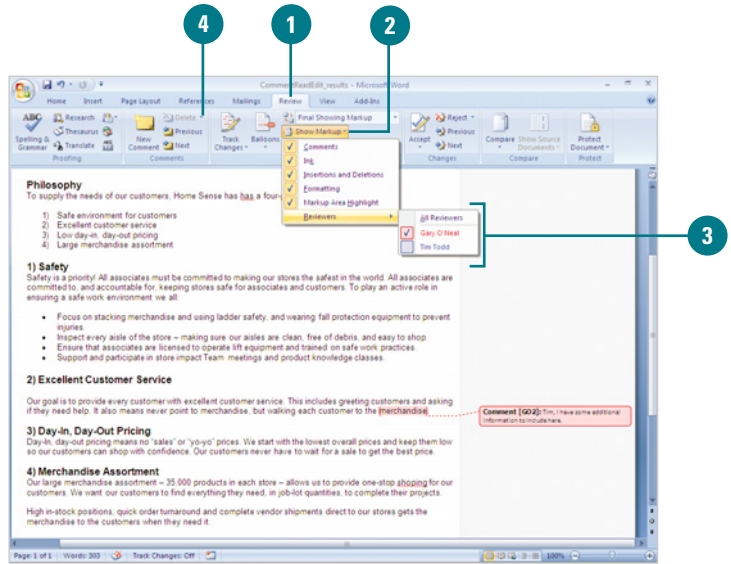 4
1
2
CommentReadEdit_results - Microsoft Word
Home Insert Page Layout References Mailings Review View Add-Ins
ABC Research Delete Final Showing Markup Reject
Thesaurus Previous Show Markup Previous
Spelling & Grammar Translate New Comment Next Track Changes Balloons Accept Next Compare Show Source Documents Protect Document
Proofing Comments Changes Compare Protect
Comments
Ink
Insertions and Deletions
Formatting
Markup Area Highlight
Reviewers
All Reviewers
Gary O'Neal
Tim Todd
3
Philosophy
To supply the needs of our customers, Home Sense has has a four-
1) Safe environment for customers
2) Excellent customer service
3) Low day-in, day-out pricing
4) Large merchandise assortment
1) Safety
Safety is a priority! All associates must be committed to making our stores the safest in the world. All associates are
committed to, and accountable for, keeping stores safe for associates and customers. To play an active role in
ensuring a safe work environment we all:
• Focus on stacking merchandise and using ladder safety, and wearing fall protection equipment to prevent
injuries.
• Inspect every aisle of the store – making sure our aisles are clean, free of debris, and easy to shop.
• Ensure that associates are licensed to operate lift equipment and trained on safe work practices.
• Support and participate in store impact Team meetings and product knowledge classes.
2) Excellent Customer Service
Our goal is to provide every customer with excellent customer service. This includes greeting customers and asking
if they need help. It also means never point to merchandise, but walking each customer to the merchandise.
Comment [GO2]: Tim, I have some additional
information to include here.
3) Day-In, Day-Out Pricing
Day-In, day-out pricing means no "sales" or "yo-yo" prices. We start with the lowest overall prices and keep them low
so our customers can shop with confidence. Our customers never have to wait for a sale to get the best price.
4) Merchandise Assortment
Our large merchandise assortment – 35,000 products in each store – allows us to provide one-stop shoping for our
customers. We want our customers to find everything they need, in job-lot quantities, to complete their projects.
High in-stock positions, quick order turnaround and complete vendor shipments direct to our stores gets the
merchandise to the customers when they need it.
Page: 1 of 1 Words: 303 Track Changes: Off 100%